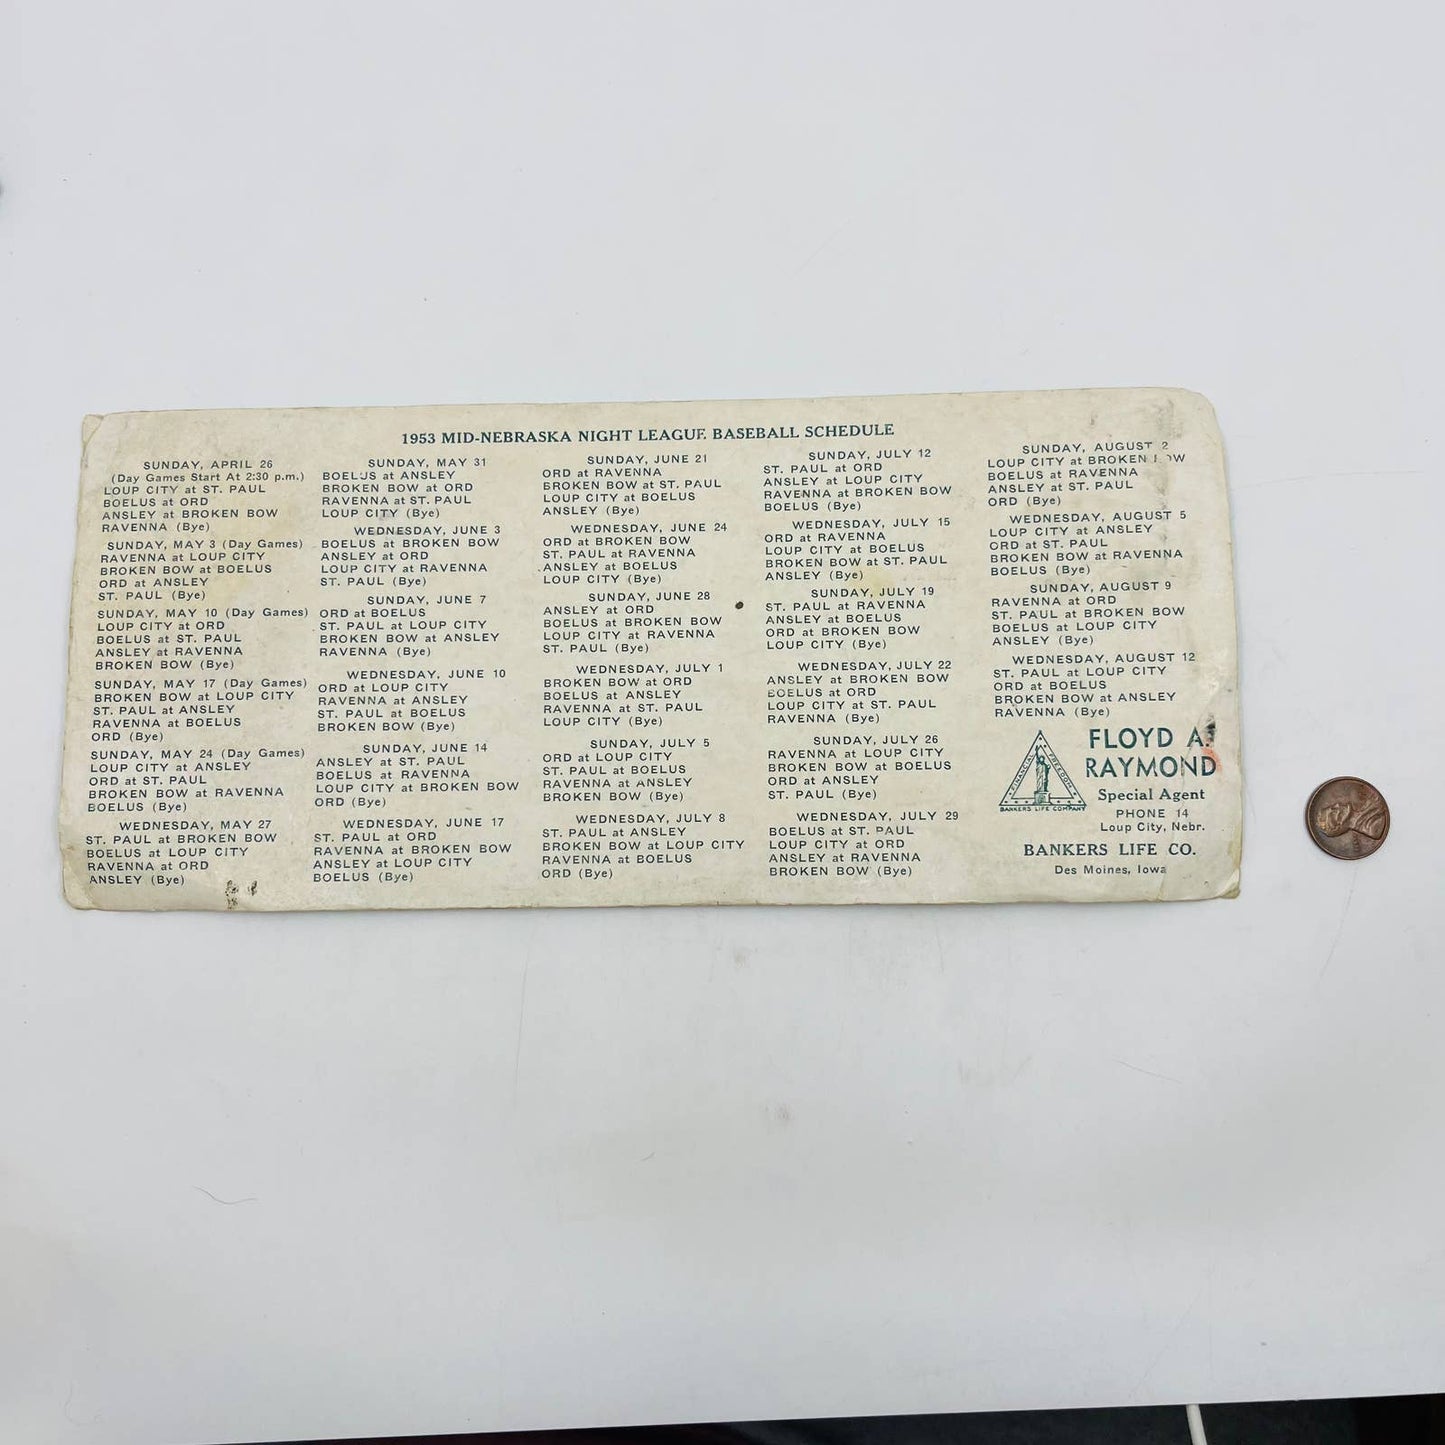 1953 MID-NEBRASKA NIGHT LEAGUE BASEBALL SCHEDULE
SUNDAY, APRIL 26
(Day Games Start At 2:30 p.m.)
LOUP CITY at ST. PAUL
BOELUS at ORD
ANSLEY at BROKEN BOW
RAVENNA (Bye)
SUNDAY, MAY 3 (Day Games)
RAVENNA at LOUP CITY
BROKEN BOW at BOELUS
ORD at ANSLEY
ST. PAUL (Bye)
SUNDAY, MAY 10 (Day Games)
LOUP CITY at ORD
BOELUS at ST. PAUL
ANSLEY at RAVENNA
BROKEN BOW (Bye)
SUNDAY, MAY 17 (Day Games)
BROKEN BOW at LOUP CITY
ST. PAUL at ANSLEY
RAVENNA at BOELUS
ORD (Bye)
SUNDAY, MAY 24 (Day Games)
LOUP CITY at ANSLEY
ORD at ST. PAUL
BROKEN BOW at RAVENNA
BOELUS (Bye)
WEDNESDAY, MAY 27
ST. PAUL at BROKEN BOW
BOELUS at LOUP CITY
RAVENNA at ORD
ANSLEY (Bye)
SUNDAY, MAY 31
BOELUS at ANSLEY
BROKEN BOW at ORD
RAVENNA at ST. PAUL
LOUP CITY (Bye)
WEDNESDAY, JUNE 3
BOELUS at BROKEN BOW
ANSLEY at ORD
LOUP CITY at RAVENNA
ST. PAUL (Bye)
SUNDAY, JUNE 7
ORD at BOELUS
ST. PAUL at LOUP CITY
BROKEN BOW at ANSLEY
RAVENNA (Bye)
WEDNESDAY, JUNE 10
ORD at LOUP CITY
RAVENNA at ANSLEY
ST. PAUL at BOELUS
BROKEN BOW (Bye)
SUNDAY, JUNE 14
ANSLEY at ST. PAUL
BOELUS at RAVENNA
LOUP CITY at BROKEN BOW
ORD (Bye)
WEDNESDAY, JUNE 17
ST. PAUL at ORD
RAVENNA at BROKEN BOW
ANSLEY at LOUP CITY
BOELUS (Bye)
SUNDAY, JUNE 21
ORD at RAVENNA
BROKEN BOW at ST. PAUL
LOUP CITY at BOELUS
ANSLEY (Bye)
WEDNESDAY, JUNE 24
ORD at BROKEN BOW
ST. PAUL at RAVENNA
ANSLEY at BOELUS
LOUP CITY (Bye)
SUNDAY, JUNE 28
ANSLEY at ORD
BOELUS at BROKEN BOW
LOUP CITY at RAVENNA
ST. PAUL (Bye)
WEDNESDAY, JULY 1
BROKEN BOW at ORD
BOELUS at ANSLEY
RAVENNA at ST. PAUL
LOUP CITY (Bye)
SUNDAY, JULY 5
ORD at LOUP CITY
ST. PAUL at BOELUS
RAVENNA at ANSLEY
BROKEN BOW (Bye)
WEDNESDAY, JULY 8
ST. PAUL at ANSLEY
BROKEN BOW at LOUP CITY
RAVENNA at BOELUS
ORD (Bye)
SUNDAY, JULY 12
ST. PAUL at ORD
ANSLEY at LOUP CITY
RAVENNA at BROKEN BOW
BOELUS (Bye)
WEDNESDAY, JULY 15
ORD at RAVENNA
LOUP CITY at BOELUS
BROKEN BOW at ST. PAUL
ANSLEY (Bye)
SUNDAY, JULY 19
ST. PAUL at RAVENNA
ANSLEY at BOELUS
ORD at BROKEN BOW
LOUP CITY (Bye)
WEDNESDAY, JULY 22
ANSLEY at BROKEN BOW
BOELUS at ORD
LOUP CITY at ST. PAUL
RAVENNA (Bye)
SUNDAY, JULY 26
RAVENNA at LOUP CITY
BROKEN BOW at BOELUS
ORD at ANSLEY
ST. PAUL (Bye)
WEDNESDAY, JULY 29
BOELUS at ST. PAUL
LOUP CITY at ORD
ANSLEY at RAVENNA
BROKEN BOW (Bye)
SUNDAY, AUGUST 2
LOUP CITY at BROKEN BOW
BOELUS at RAVENNA
ANSLEY at ST. PAUL
ORD (Bye)
WEDNESDAY, AUGUST 5
LOUP CITY at ANSLEY
ORD at ST. PAUL
BROKEN BOW at RAVENNA
BOELUS (Bye)
SUNDAY, AUGUST 9
RAVENNA at ORD
ST. PAUL at BROKEN BOW
BOELUS at LOUP CITY
ANSLEY (Bye)
WEDNESDAY, AUGUST 12
ST. PAUL at LOUP CITY
ORD at BOELUS
BROKEN BOW at ANSLEY
RAVENNA (Bye)
FINANCIAL FREEDOM
BANKERS LIFE COMPANY
FLOYD A.
RAYMOND
Special Agent
PHONE 14
Loup City, Nebr.
BANKERS LIFE CO.
Des Moines, Iowa